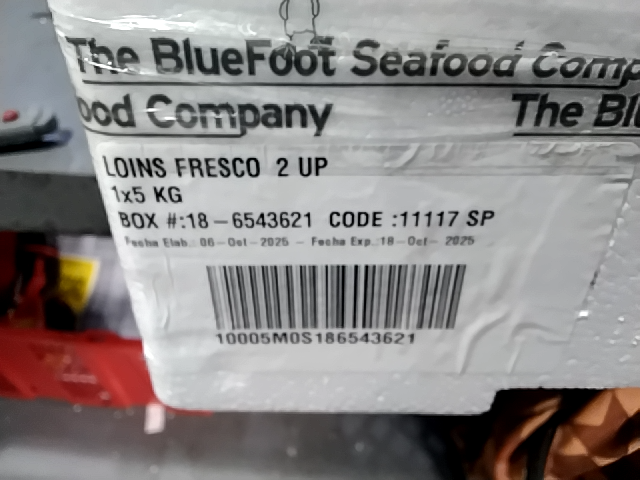 The BlueFoot Seafood Comp
ood Company The Blu
LOINS FRESCO 2 UP
1x5 KG
BOX #:18-6543621 CODE :11117 SP
Fecha Elab.: 06-Oct-2025 - Fecha Exp.:18-Oct-2025
10005M0S186543621